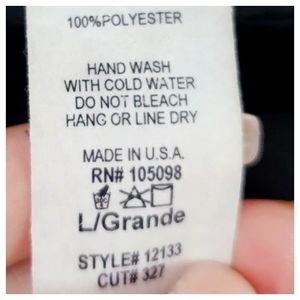 100%POLYESTER
HAND WASH
WITH COLD WATER
DO NOT BLEACH
HANG OR LINE DRY
MADE IN U.S.A.
RN# 105098
L/Grande
STYLE# 12133
CUT# 327